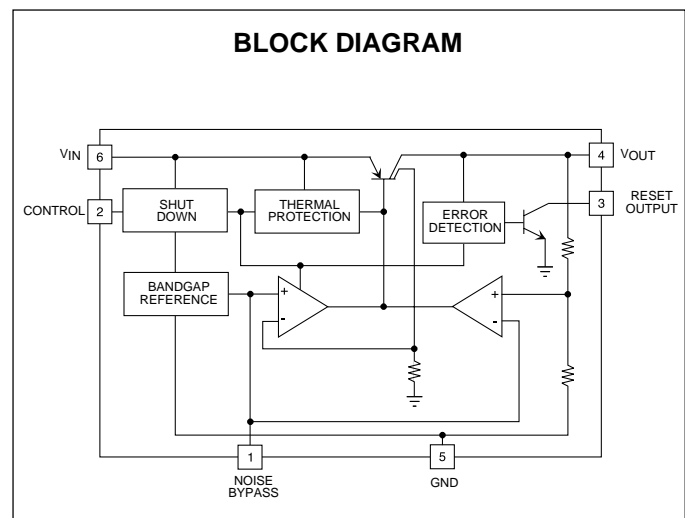 BLOCK DIAGRAM
VIN
6
4
VOUT
CONTROL
2
SHUT
DOWN
THERMAL
PROTECTION
ERROR
DETECTION
3
RESET
OUTPUT
BANDGAP
REFERENCE
+
-
+
-
1
5
NOISE
BYPASS
GND